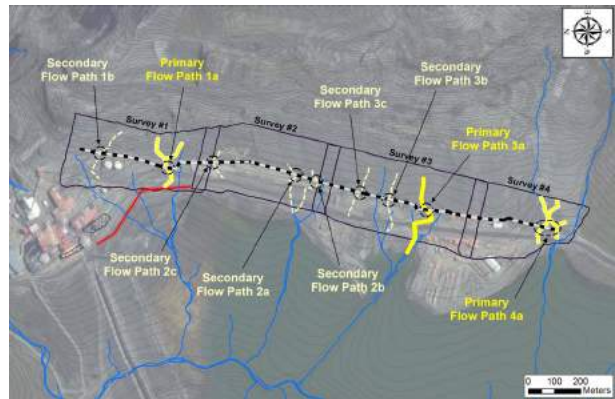 Secondary
Flow Path 1b
Primary
Flow Path 1a
Secondary
Flow Path 3c
Secondary
Flow Path 3b
Primary
Flow Path 3a
Survey #1
Survey #2
Survey #3
Survey #4
Secondary
Flow Path 2c
Secondary
Flow Path 2a
Secondary
Flow Path 2b
Primary
Flow Path 4a
0 100 200
Meters